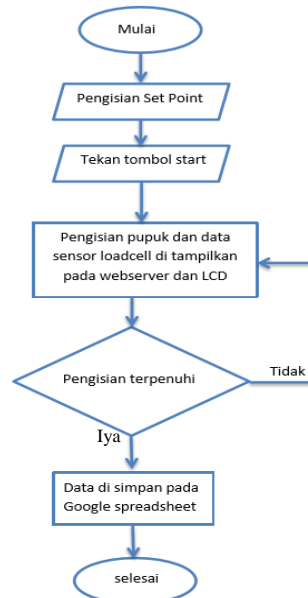 Mulai
Pengisian Set Point
Tekan tombol start
Pengisian pupuk dan data
sensor loadcell di tampilkan
pada webserver dan LCD
Pengisian terpenuhi
Tidak
Iya
Data di simpan pada
Google spreadsheet
selesai